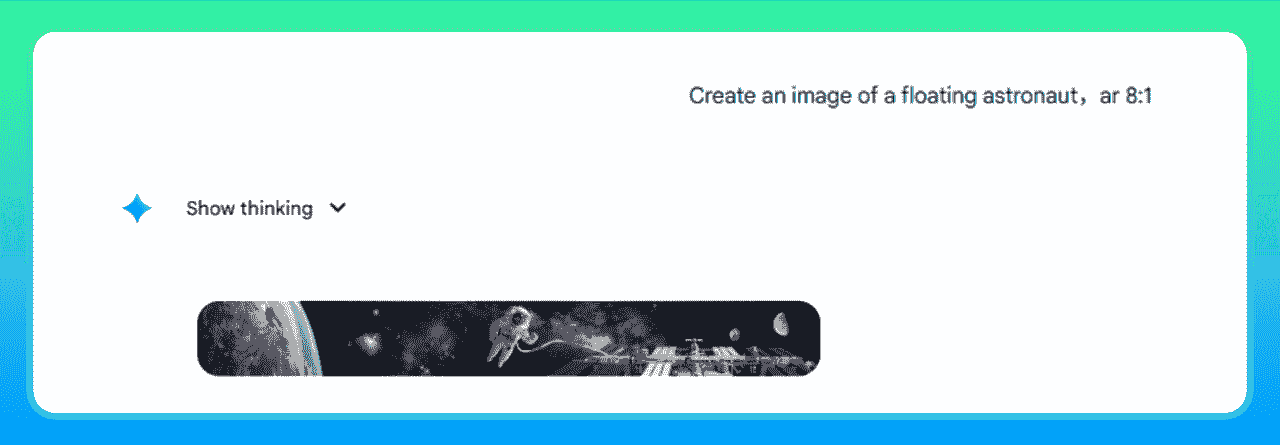 Create an image of a floating astronaut，ar 8:1
Show thinking